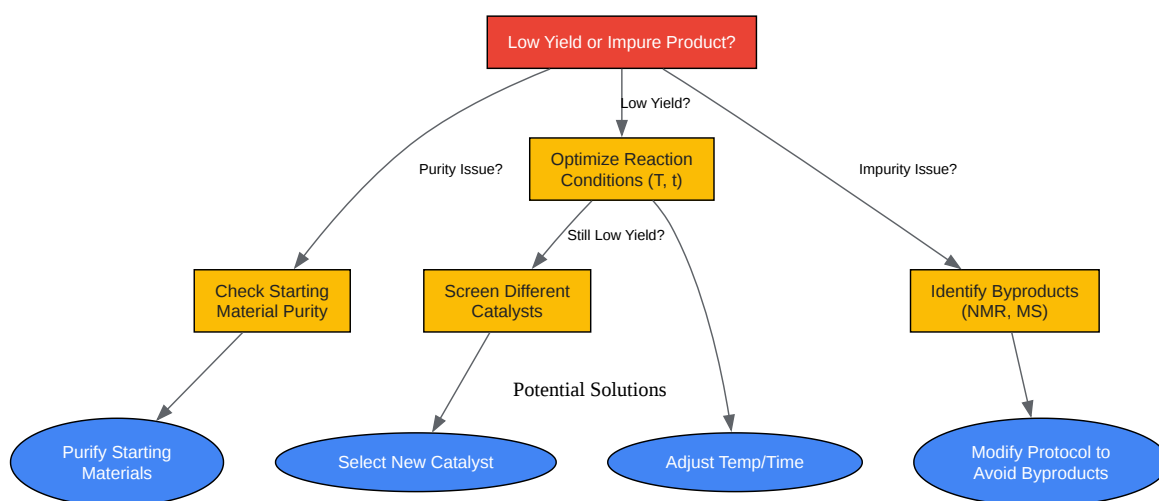 Low Yield or Impure Product?
Low Yield?
Purity Issue?
Optimize Reaction
Conditions (T, t)
Impurity Issue?
Still Low Yield?
Check Starting
Material Purity
Screen Different
Catalysts
Identify Byproducts
(NMR, MS)
Potential Solutions
Purify Starting
Materials
Select New Catalyst
Adjust Temp/Time
Modify Protocol to
Avoid Byproducts